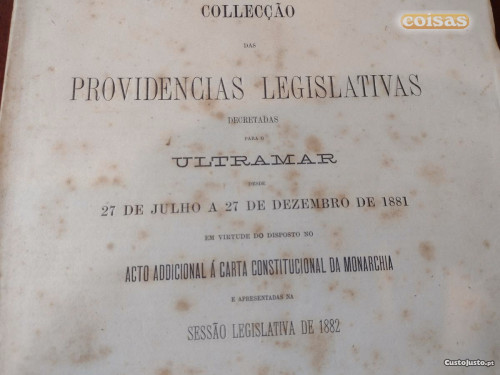 COLLECÇÃO
coisas
DAS
PROVIDENCIAS LEGISLATIVAS
DECRETADAS
PARA O
ULTRAMAR
DESDE
27 DE JULHO A 27 DE DEZEMBRO DE 1881
EM VIRTUDE DO DISPOSTO NO
ACTO ADDICIONAL Á CARTA CONSTITUCIONAL DA MONARCHIA
E APRESENTADAS NA
SESSÃO LEGISLATIVA DE 1882
CustoJusto.pt